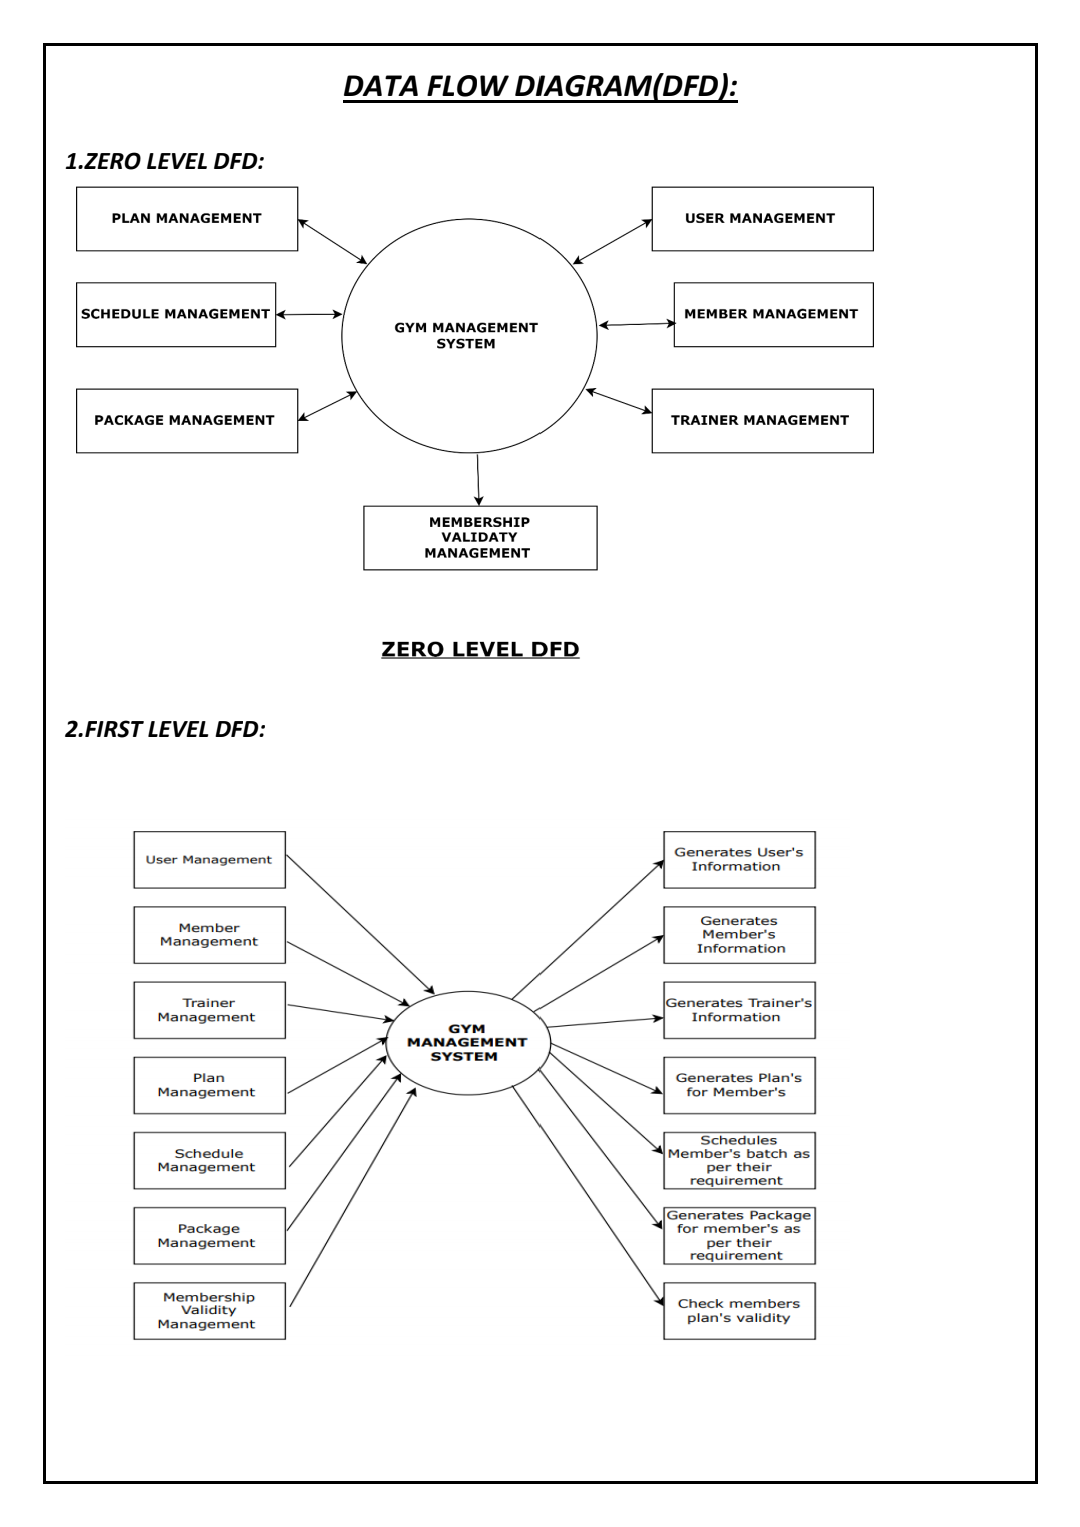 DATA FLOW DIAGRAM(DFD):
1.ZERO LEVEL DFD:
PLAN MANAGEMENT
USER MANAGEMENT
SCHEDULE MANAGEMENT
GYM MANAGEMENT
SYSTEM
MEMBER MANAGEMENT
PACKAGE MANAGEMENT
TRAINER MANAGEMENT
MEMBERSHIP
VALIDATY
MANAGEMENT
ZERO LEVEL DFD
2.FIRST LEVEL DFD:
User Management
Member
Management
Trainer
Management
Plan
Management
Schedule
Management
Package
Management
Membership
Validity
Management
GYM
MANAGEMENT
SYSTEM
Generates User's
Information
Generates
Member's
Information
Generates Trainer's
Information
Generates Plan's
for Member's
Schedules
Member's batch as
per their
requirement
Generates Package
for member's as
per their
requirement
Check members
plan's validity